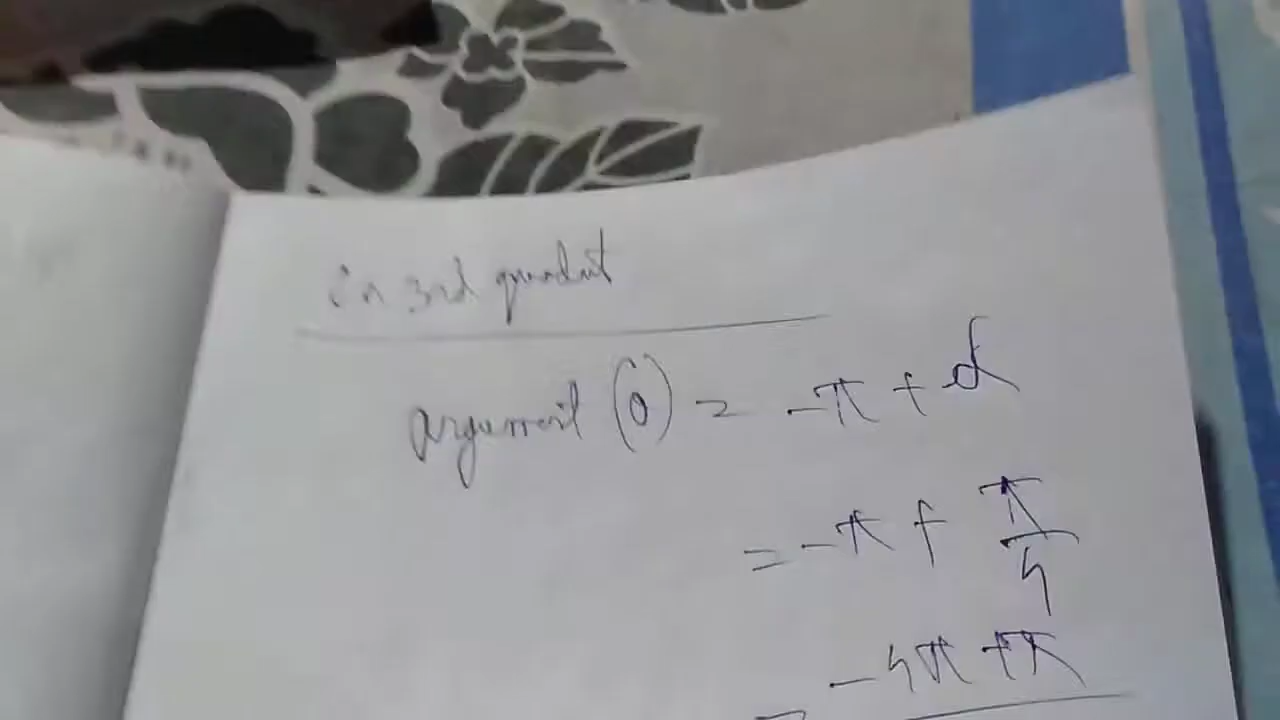 in 3rd quadrant
argument (θ) = -π + α
= -π + π/4
= -4π + π